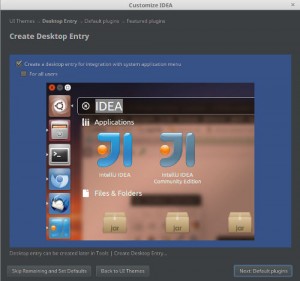 Customize IDEA
UI Themes → Desktop Entry → Default plugins → Featured plugins
Create Desktop Entry
Create a desktop entry for integration with system application menu
For all users
IDEA
Applications
IntelliJ IDEA
IntelliJ IDEA
Community Edition
Files & Folders
jar
jar
jar
Desktop entry can be created later in Tools | Create Desktop Entry...
Skip Remaining and Set Defaults
Back to UI Themes
Next: Default plugins